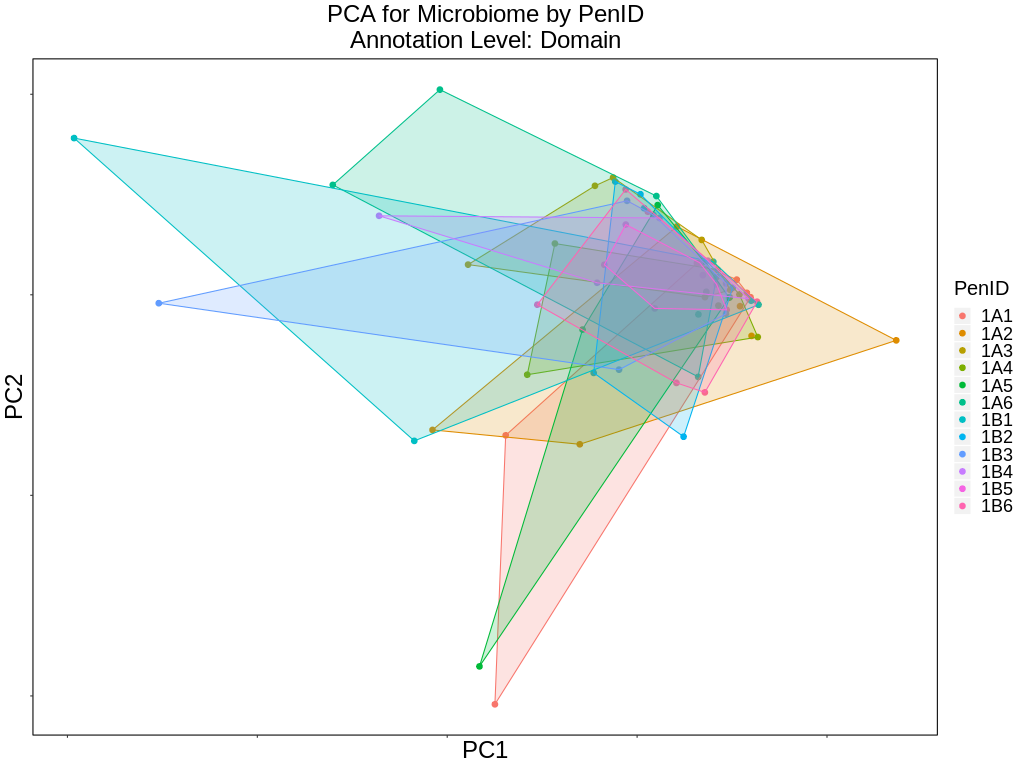 PCA for Microbiome by PenID
Annotation Level: Domain
PC2
PC1
PenID
1A1
1A2
1A3
1A4
1A5
1A6
1B1
1B2
1B3
1B4
1B5
1B6